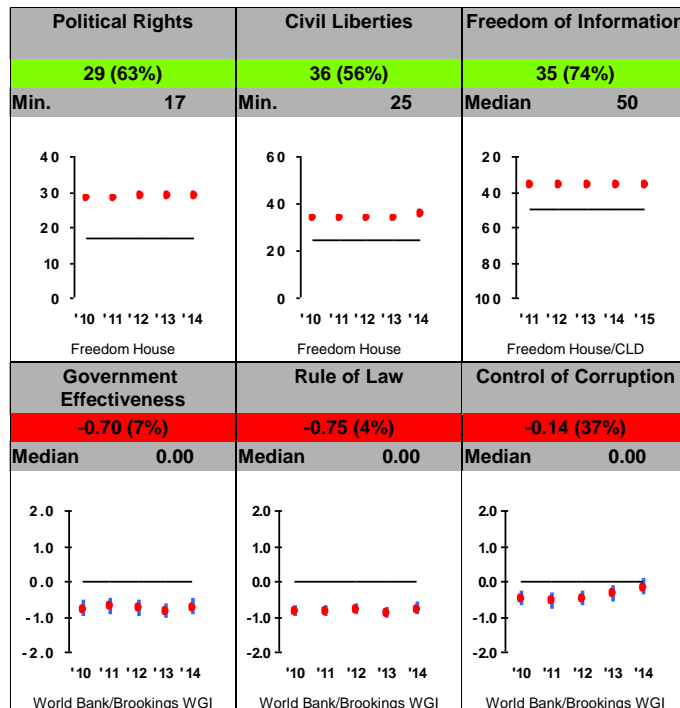 Political Rights
29 (63%)
Min. 17
40
30
20
10
0
'10 '11 '12 '13 '14
Freedom House
Civil Liberties
36 (56%)
Min. 25
60
40
20
0
'10 '11 '12 '13 '14
Freedom House
Freedom of Information
35 (74%)
Median 50
20
40
60
80
100
'11 '12 '13 '14 '15
Freedom House/CLD
Government
Effectiveness
-0.70 (7%)
Median 0.00
2.0
1.0
0.0
-1.0
-2.0
'10 '11 '12 '13 '14
World Bank/Brookings WGI
Rule of Law
-0.75 (4%)
Median 0.00
2.0
1.0
0.0
-1.0
-2.0
'10 '11 '12 '13 '14
World Bank/Brookings WGI
Control of Corruption
-0.14 (37%)
Median 0.00
2.0
1.0
0.0
-1.0
-2.0
'10 '11 '12 '13 '14
World Bank/Brookings WGI